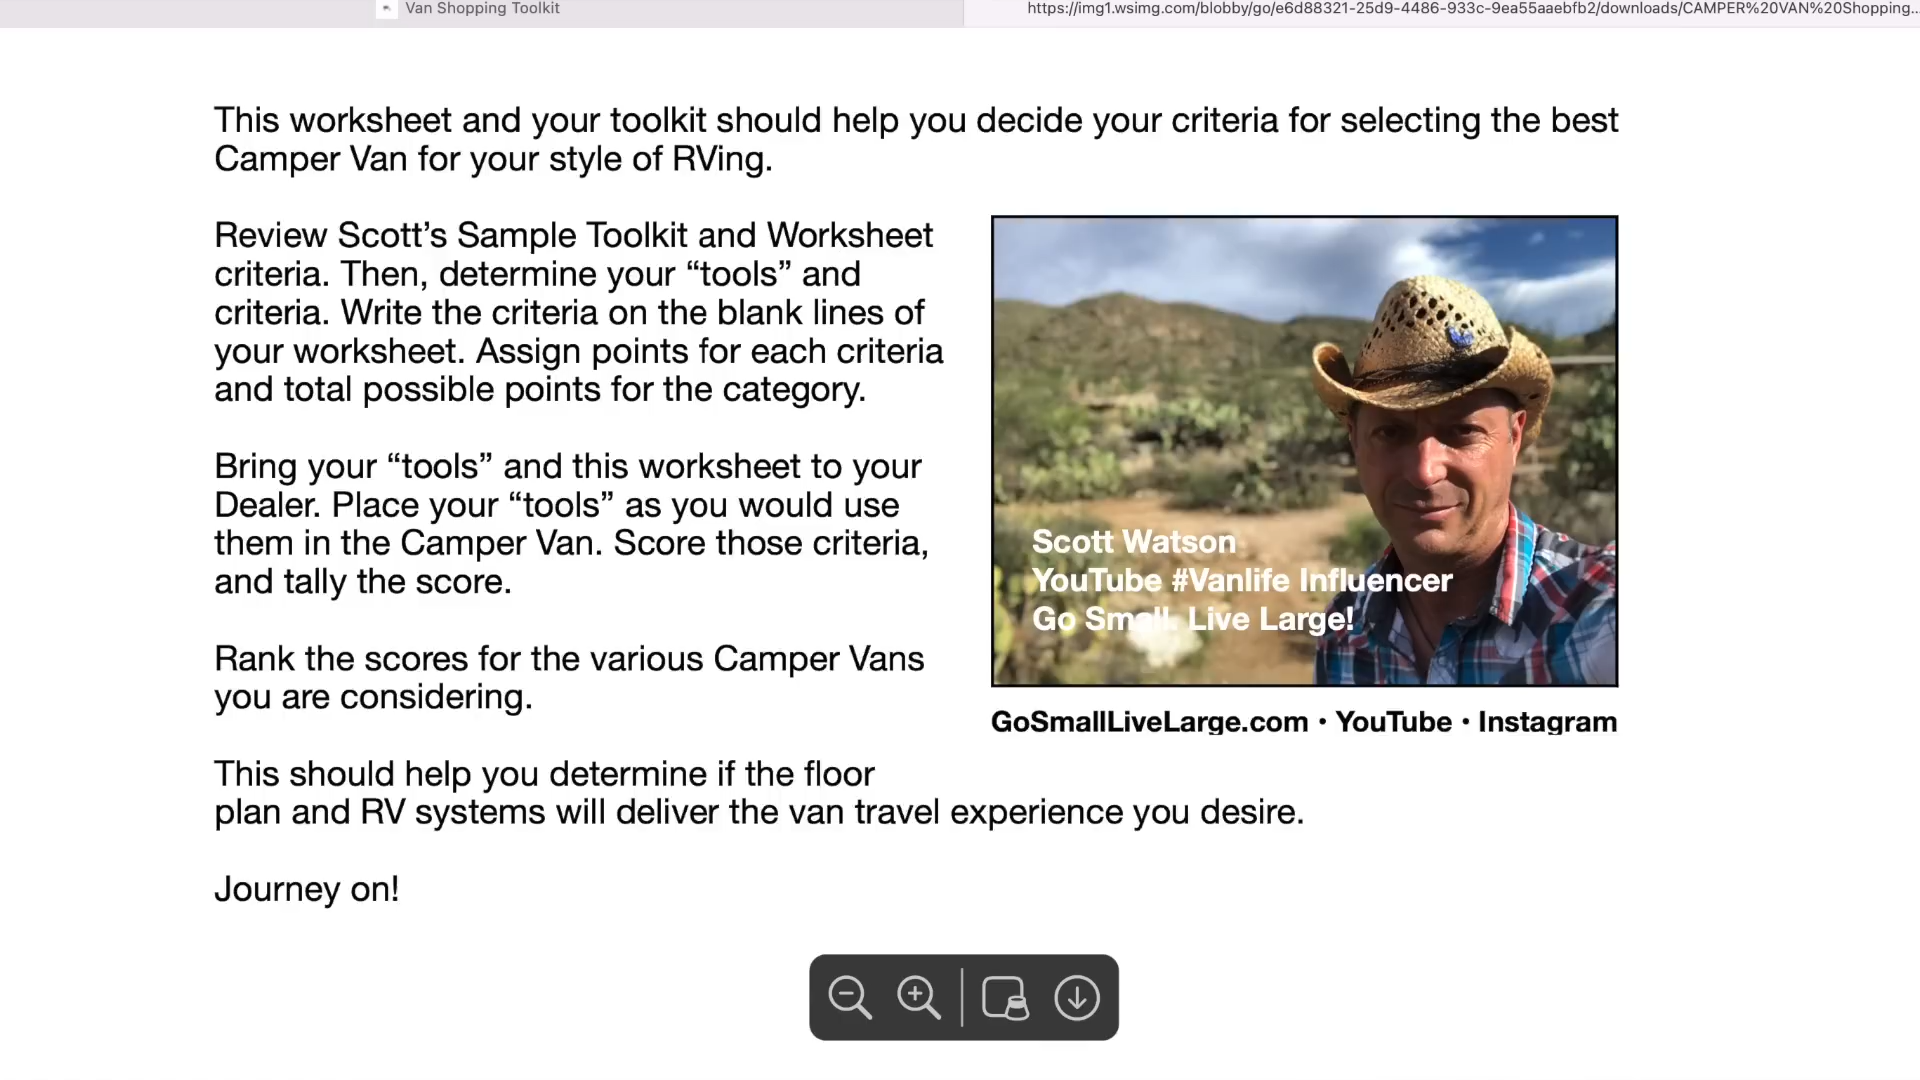 Van Shopping Toolkit
https://img1.wsimg.com/blobby/go/e6d88321-25d9-4486-933c-9ea55aaebfb2/downloads/CAMPER%20VAN%20Shopping...
This worksheet and your toolkit should help you decide your criteria for selecting the best
Camper Van for your style of RVing.
Review Scott’s Sample Toolkit and Worksheet
criteria. Then, determine your “tools” and
criteria. Write the criteria on the blank lines of
your worksheet. Assign points for each criteria
and total possible points for the category.
Bring your “tools” and this worksheet to your
Dealer. Place your “tools” as you would use
them in the Camper Van. Score those criteria,
and tally the score.
Rank the scores for the various Camper Vans
you are considering.
This should help you determine if the floor
plan and RV systems will deliver the van travel experience you desire.
Journey on!
Scott Watson
YouTube #Vanlife Influencer
Go Small. Live Large!
GoSmallLiveLarge.com • YouTube • Instagram